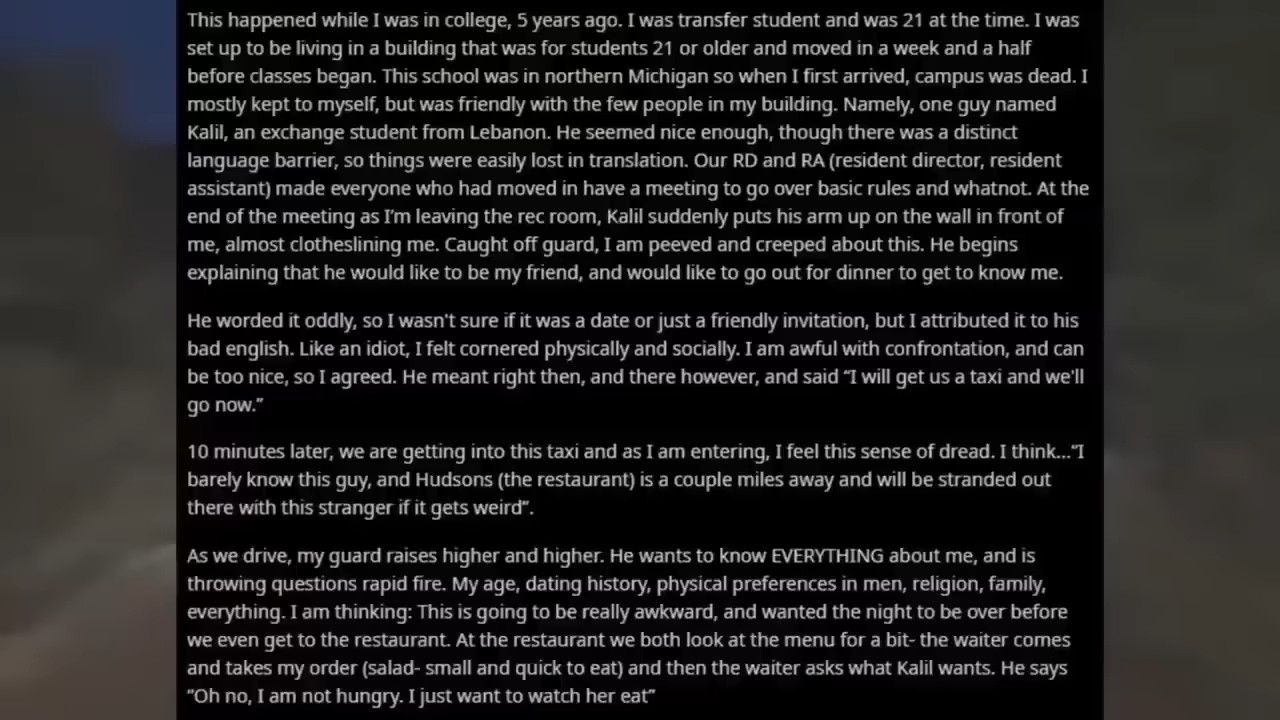 This happened while I was in college, 5 years ago. I was transfer student and was 21 at the time. I was
set up to be living in a building that was for students 21 or older and moved in a week and a half
before classes began. This school was in northern Michigan so when I first arrived, campus was dead. I
mostly kept to myself, but was friendly with the few people in my building. Namely, one guy named
Kalil, an exchange student from Lebanon. He seemed nice enough, though there was a distinct
language barrier, so things were easily lost in translation. Our RD and RA (resident director, resident
assistant) made everyone who had moved in have a meeting to go over basic rules and whatnot. At the
end of the meeting as I’m leaving the rec room, Kalil suddenly puts his arm up on the wall in front of
me, almost clotheslining me. Caught off guard, I am peeved and creeped about this. He begins
explaining that he would like to be my friend, and would like to go out for dinner to get to know me.
He worded it oddly, so I wasn't sure if it was a date or just a friendly invitation, but I attributed it to his
bad english. Like an idiot, I felt cornered physically and socially. I am awful with confrontation, and can
be too nice, so I agreed. He meant right then, and there however, and said “I will get us a taxi and we'll
go now.”
10 minutes later, we are getting into this taxi and as I am entering, I feel this sense of dread. I think...“I
barely know this guy, and Hudsons (the restaurant) is a couple miles away and will be stranded out
there with this stranger if it gets weird”.
As we drive, my guard raises higher and higher. He wants to know EVERYTHING about me, and is
throwing questions rapid fire. My age, dating history, physical preferences in men, religion, family,
everything. I am thinking: This is going to be really awkward, and wanted the night to be over before
we even get to the restaurant. At the restaurant we both look at the menu for a bit- the waiter comes
and takes my order (salad- small and quick to eat) and then the waiter asks what Kalil wants. He says
“Oh no, I am not hungry. I just want to watch her eat”